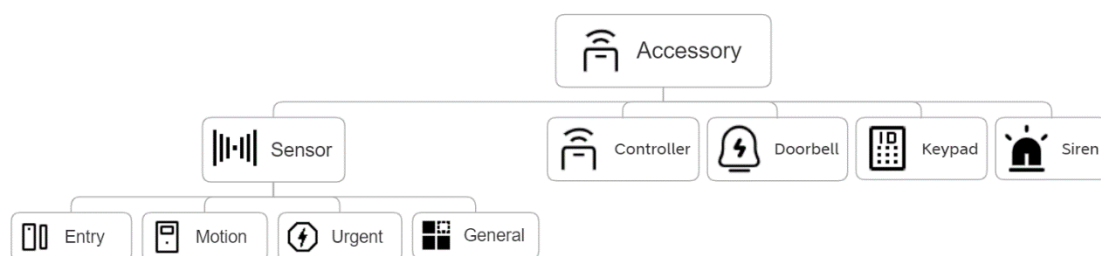 Accessory
Sensor
Controller
Doorbell
ID
Keypad
Siren
Entry
Motion
Urgent
General